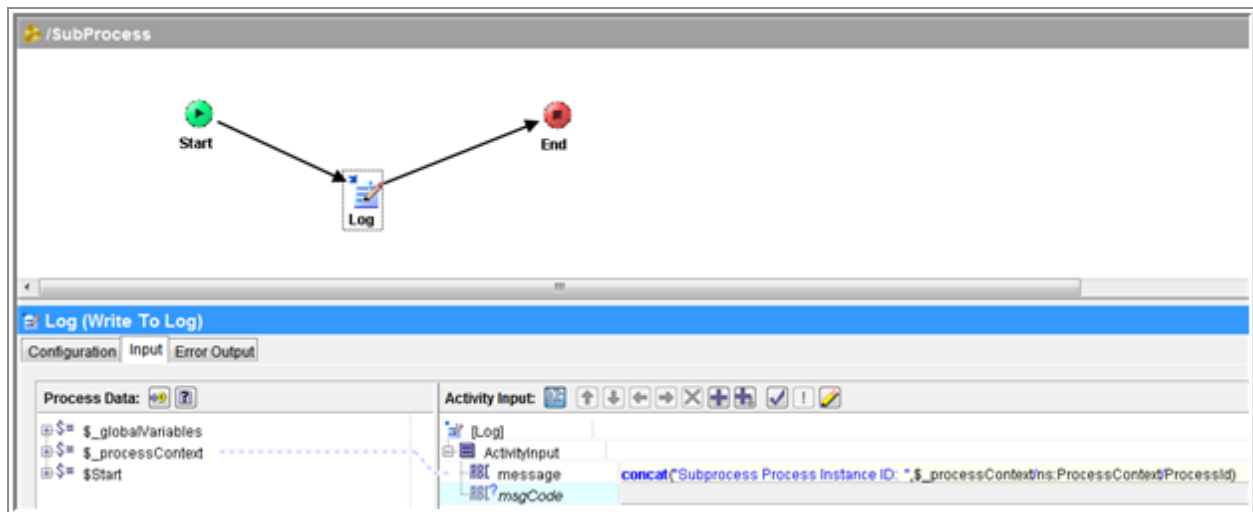 /SubProcess
Start
End
Log
Log (Write To Log)
Configuration Input Error Output
Process Data:
Activity Input:
$= $_globalVariables
$= $_processContext
$= $Start
[Log]
ActivityInput
message concat("Subprocess Process Instance ID: ",$_processContext/ns:ProcessContext/ProcessId)
msgCode